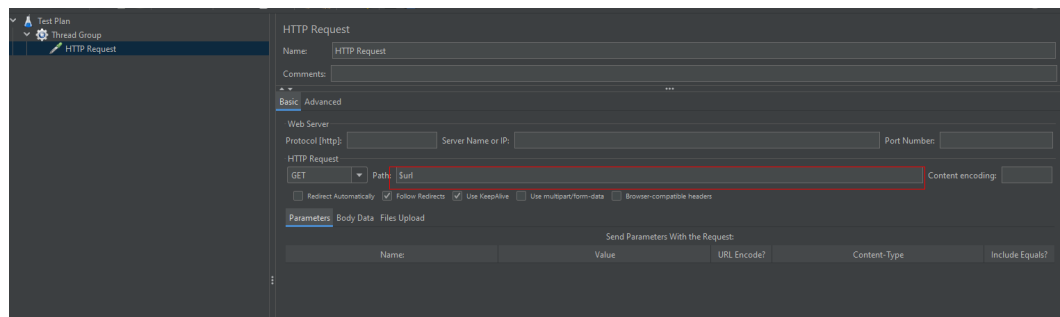 Test Plan
Thread Group
HTTP Request
HTTP Request
Name: HTTP Request
Comments:
Basic Advanced
Web Server
Protocol [http]: Server Name or IP: Port Number:
HTTP Request
GET Path: $url Content encoding:
Redirect Automatically Follow Redirects Use KeepAlive Use multipart/form-data Browser-compatible headers
Parameters Body Data Files Upload
Send Parameters With the Request:
Name: Value URL Encode? Content-Type Include Equals?